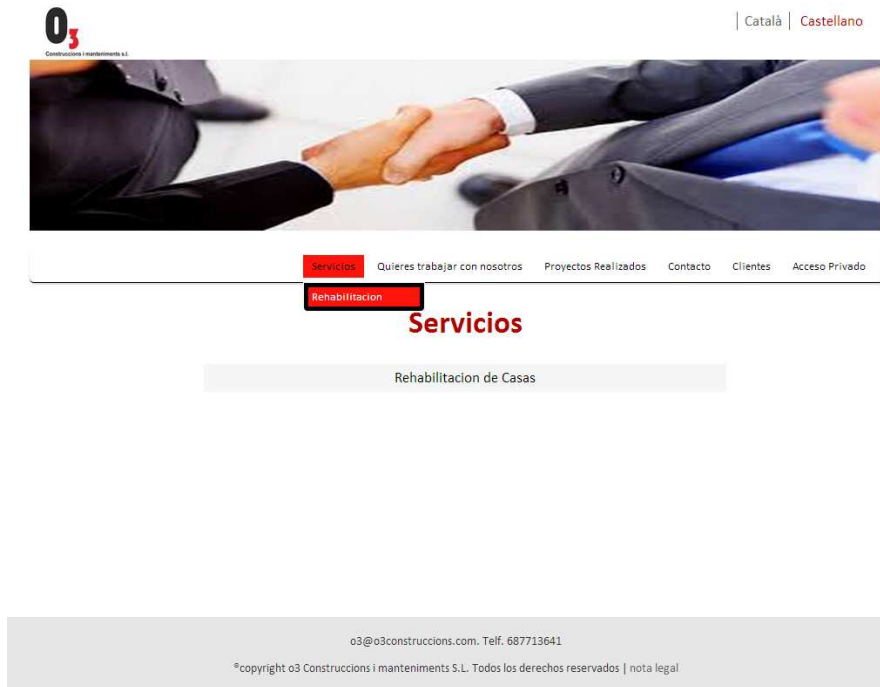 O3
Construccions i manteniments s.l.
Català | Castellano
Servicios Quieres trabajar con nosotros Proyectos Realizados Contacto Clientes Acceso Privado
Rehabilitacion
Servicios
Rehabilitacion de Casas
o3@o3construccions.com. Telf. 687713641
®copyright o3 Construccions i manteniments S.L. Todos los derechos reservados | nota legal